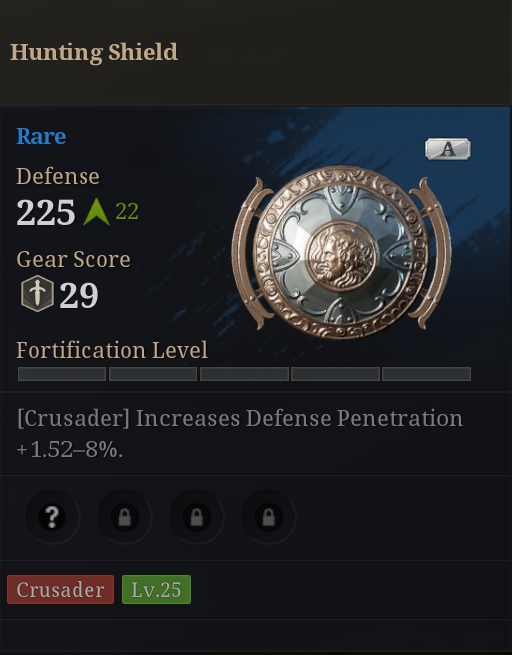 Hunting Shield
Rare
A
Defense
225 22
Gear Score
29
Fortification Level
[Crusader] Increases Defense Penetration
+1.52–8%.
?
Crusader Lv.25